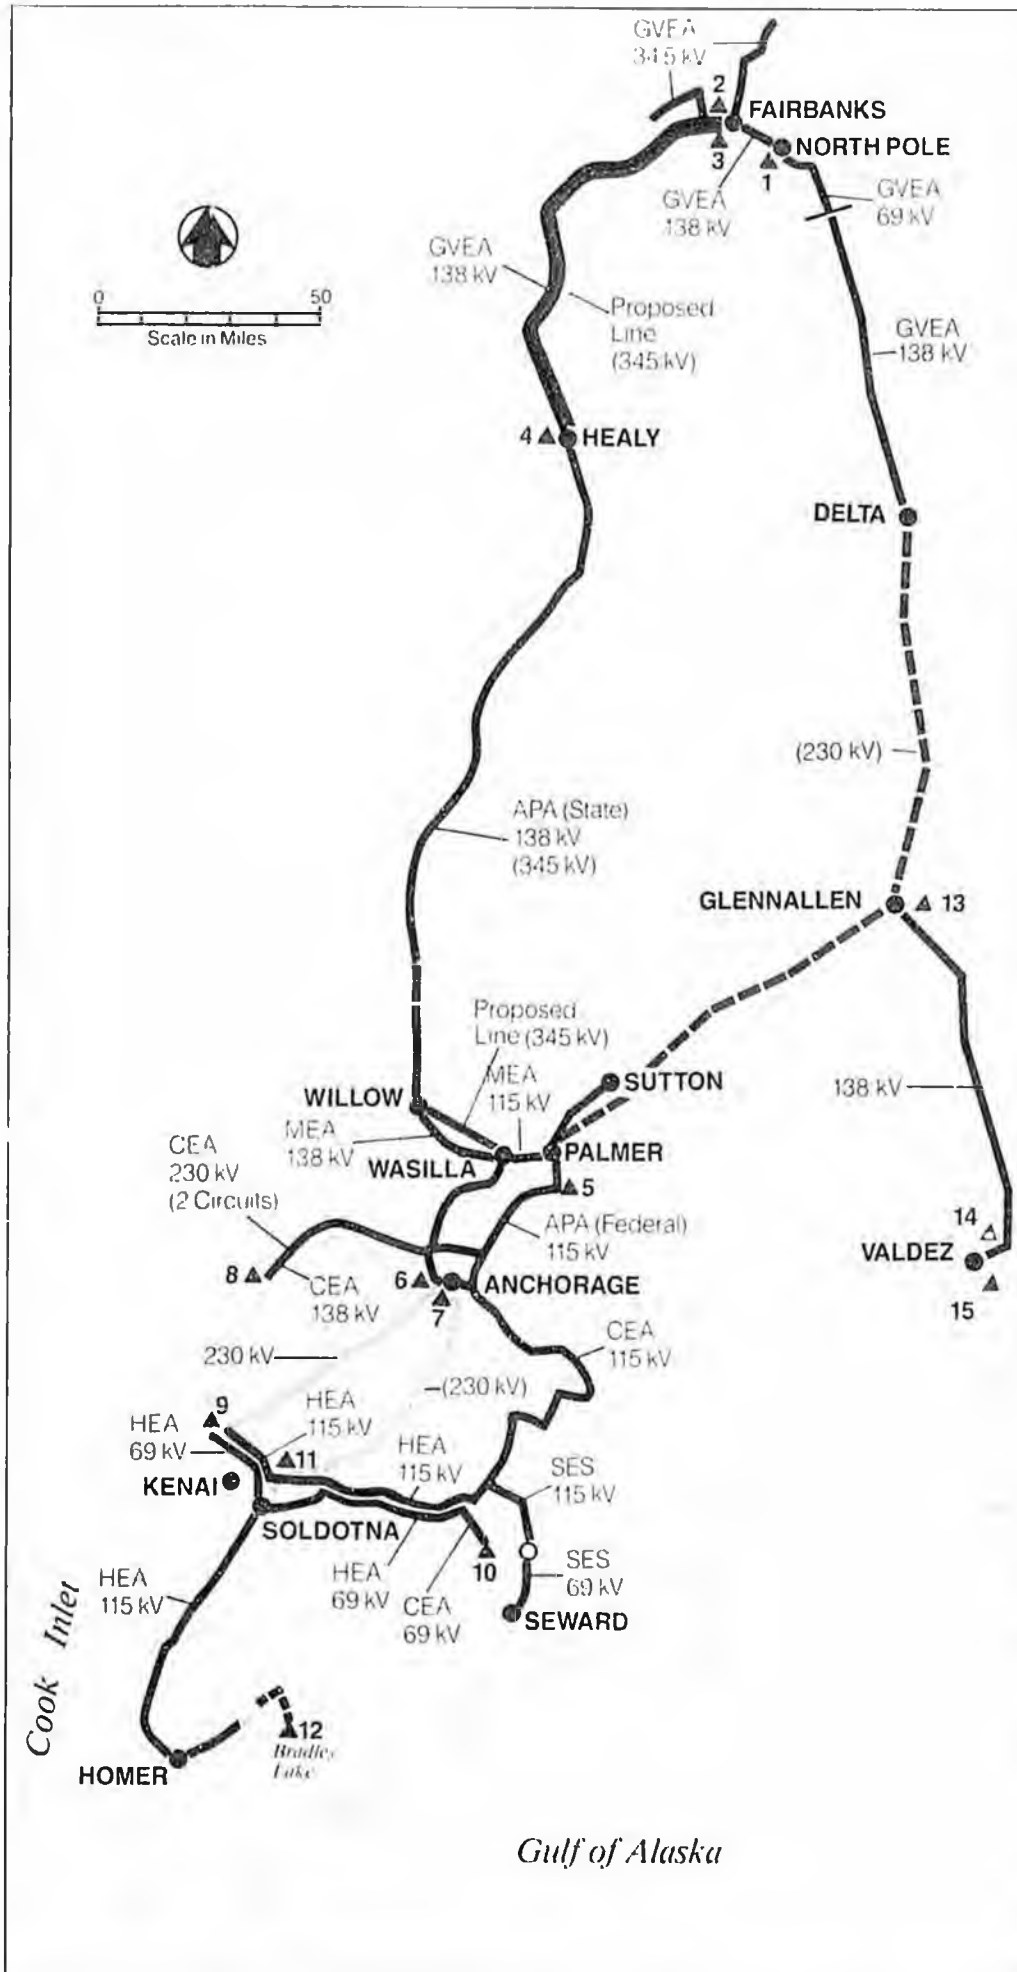 GVEA
345 kV
2
FAIRBANKS
3
NORTH POLE
1
GVEA
138 kV
GVEA
69 kV
GVEA
138 kV
0
50
Scale in Miles
Proposed
Line
(345 kV)
GVEA
138 kV
4
HEALY
DELTA
(230 kV)
APA (State)
138 kV
(345 kV)
GLENNALLEN
13
Proposed
Line (345 kV)
MEA
115 kV
SUTTON
138 kV
WILLOW
MEA
138 kV
WASILLA
PALMER
CEA
230 kV
(2 Circuits)
5
APA (Federal)
115 kV
14
VALDEZ
15
8
CEA
138 kV
6
7
ANCHORAGE
CEA
115 kV
230 kV
(230 kV)
9
HEA
69 kV
HEA
115 kV
11
HEA
115 kV
SES
115 kV
KENAI
SOLDOTNA
HEA
69 kV
CEA
69 kV
10
SES
69 kV
SEWARD
HEA
115 kV
Cook Inlet
12
Bradley
Lake
HOMER
Gulf of Alaska